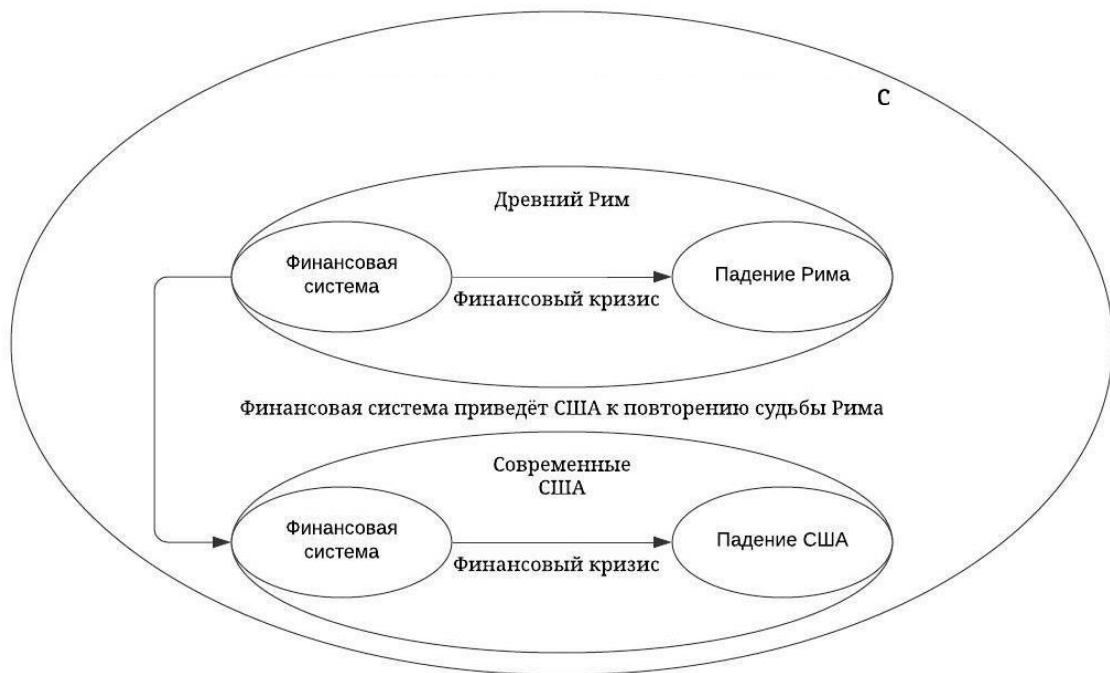 С
Древний Рим
Финансовая
система
Финансовый кризис
Падение Рима
Финансовая система приведёт США к повторению судьбы Рима
Современные
США
Финансовая
система
Финансовый кризис
Падение США